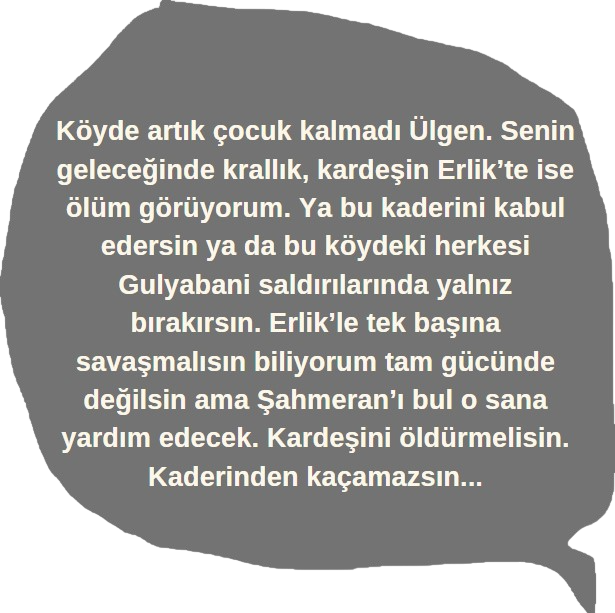 Köyde artık çocuk kalmadı Ülgen. Senin
geleceğinde krallık, kardeşin Erlik’te ise
ölüm görüyorum. Ya bu kaderini kabul
edersin ya da bu köydeki herkesi
Gulyabani saldırılarında yalnız
bırakırsın. Erlik’le tek başına
savaşmalısın biliyorum tam gücünde
değilsin ama Şahmeran’ı bul o sana
yardım edecek. Kardeşini öldürmelisin.
Kaderinden kaçamazsın...